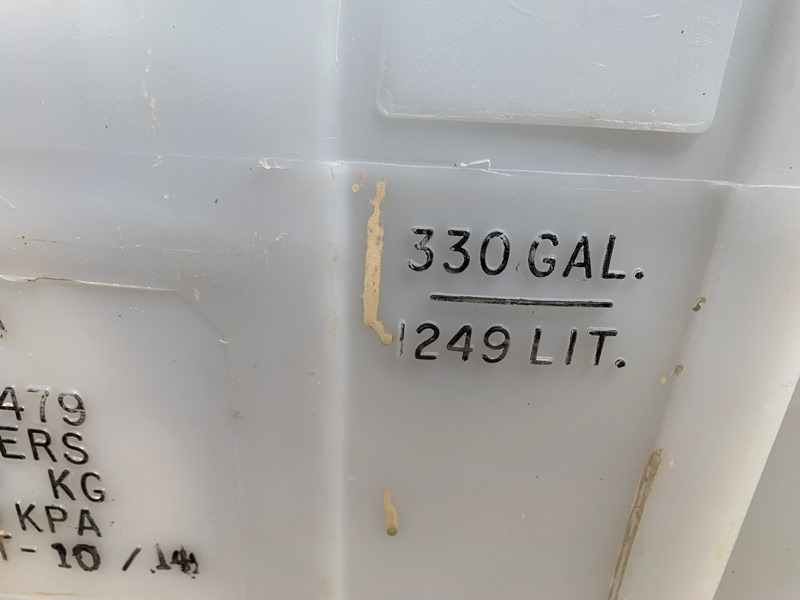 330 GAL.
1249 LIT.
479
ERS
KG
KPA
T-10/14